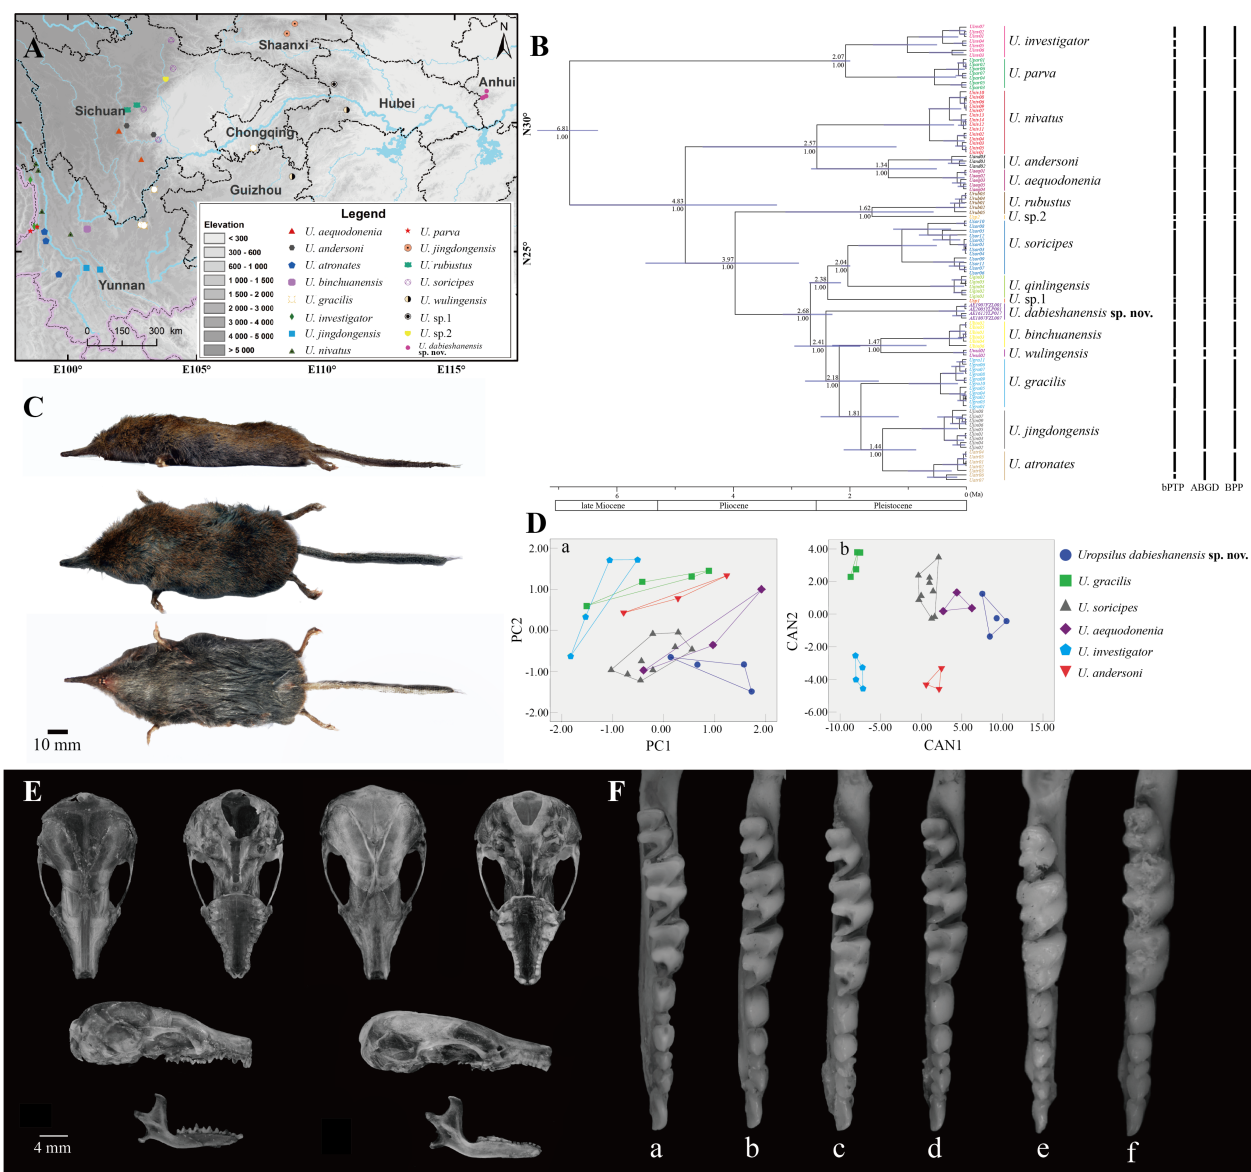 A
N
Shaanxi
Anhui
Sichuan
Hubei
Chongqing
Guizhou
Yunnan
N30°
N25°
E100°
E105°
E110°
E115°
0 150 300 km
Legend
Elevation
< 300
300 - 600
600 - 1 000
1 000 - 1 500
1 500 - 2 000
2 000 - 3 000
3 000 - 4 000
4 000 - 5 000
> 5 000
U. aequodonenia
U. andersoni
U. atronates
U. binchuanensis
U. gracilis
U. investigator
U. jingdongensis
U. nivatus
U. parva
U. jingdongensis
U. rubustus
U. soricipes
U. wulingensis
U. sp.1
U. sp.2
U. dabieshanensis
sp. nov.
B
6.81
1.00
2.07
1.00
4.83
1.00
2.57
1.00
1.34
1.00
3.97
1.00
1.62
1.00
2.04
1.00
2.38
1.00
2.68
1.00
2.41
1.00
1.47
1.00
2.18
1.00
1.81
1.44
1.00
U. investigator
U. parva
U. nivatus
U. andersoni
U. aequodonenia
U. rubustus
U. sp.2
U. soricipes
U. qinlingensis
U. sp.1
U. dabieshanensis sp. nov.
U. binchuanensis
U. wulingensis
U. gracilis
U. jingdongensis
U. atronates
bPTP ABGD BPP
6 4 2 0 (Ma)
late Miocene Pliocene Pleistocene
C
10 mm
D
a
2.00
1.00
0.00
-1.00
-2.00
PC2
-2.00 -1.00 0.00 1.00 2.00
PC1
b
4.00
2.00
0.00
-2.00
-4.00
-6.00
CAN2
-10.00 -5.00 0.00 5.00 10.00 15.00
CAN1
Uropsilus dabieshanensis sp. nov.
U. gracilis
U. soricipes
U. aequodonenia
U. investigator
U. andersoni
E
4 mm
F
a b c d e f